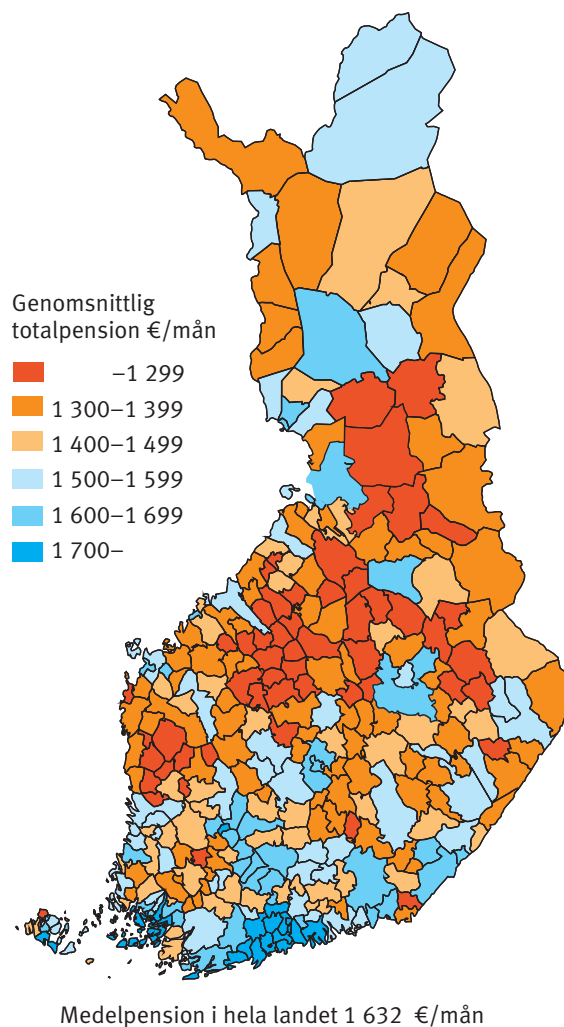 Genomsnittlig
totalpension €/mån
–1 299
1 300–1 399
1 400–1 499
1 500–1 599
1 600–1 699
1 700–
Medelpension i hela landet 1 632 €/mån